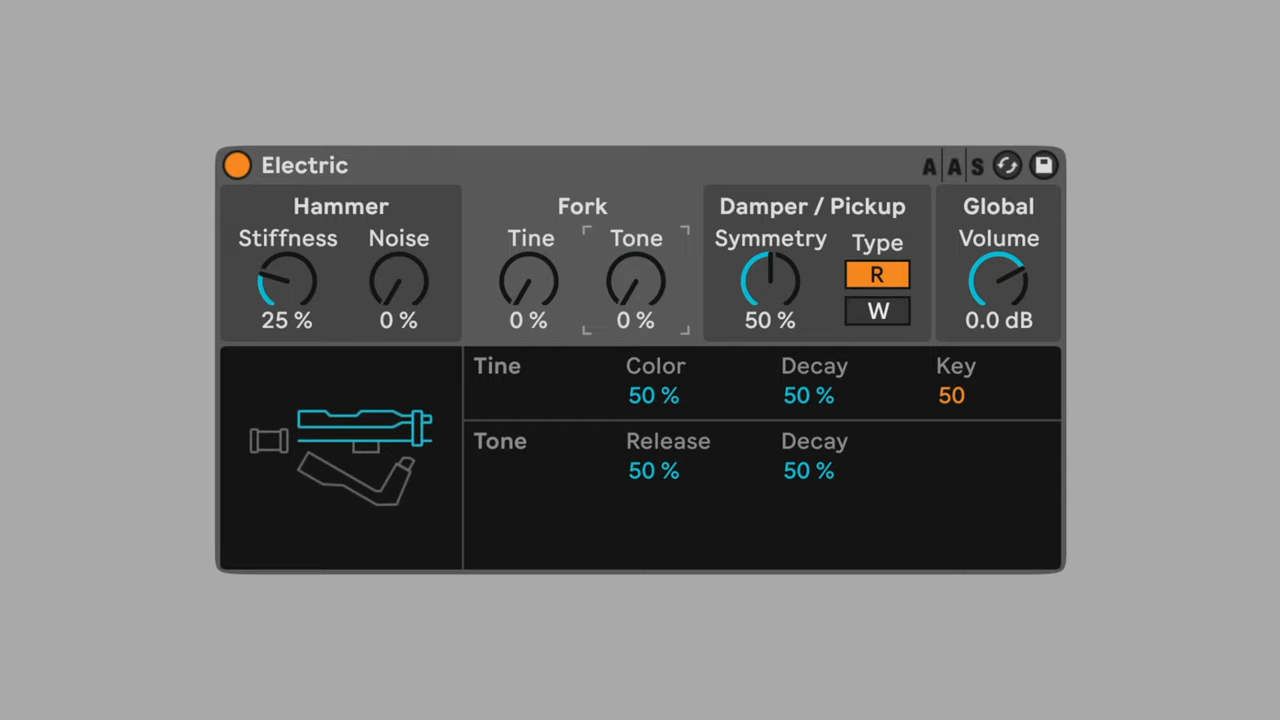 Electric
A A S
Hammer
Stiffness
Noise
25 %
0 %
Fork
Tine
Tone
0 %
0 %
Damper / Pickup
Symmetry
Type
50 %
R
W
Global
Volume
0.0 dB
Tine
Color
Decay
Key
50 %
50 %
50
Tone
Release
Decay
50 %
50 %